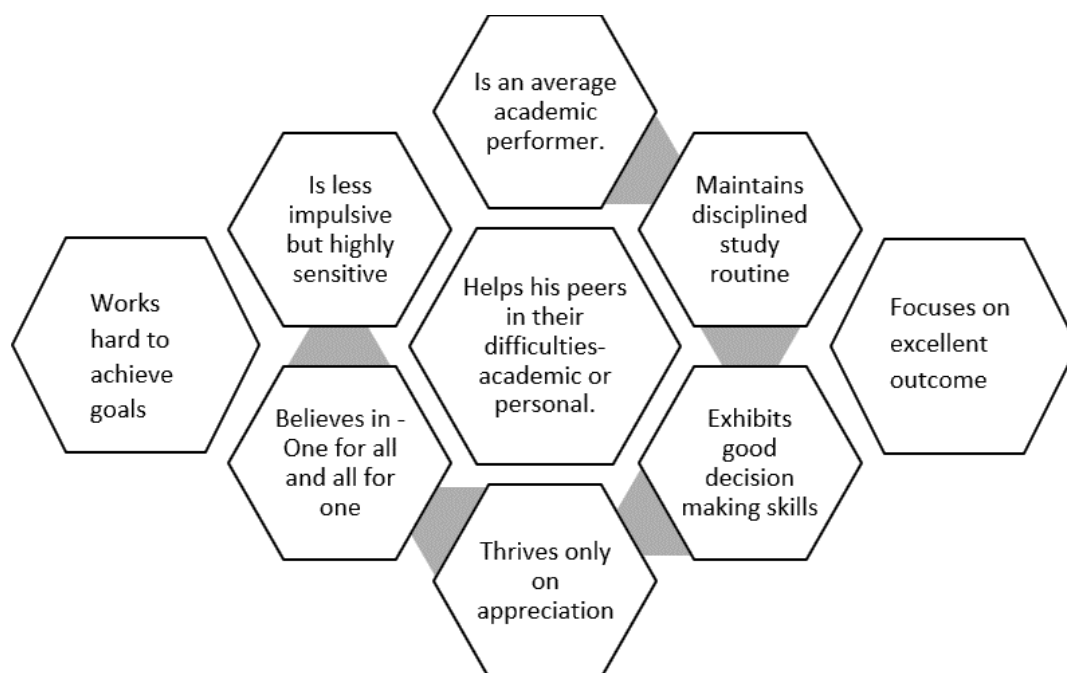 Is an average
academic
performer.
Is less
impulsive
but highly
sensitive
Maintains
disciplined
study
routine
Works
hard to
achieve
goals
Helps his peers
in their
difficulties-
academic or
personal.
Focuses on
excellent
outcome
Believes in -
One for all
and all for
one
Exhibits
good
decision
making skills
Thrives only
on
appreciation